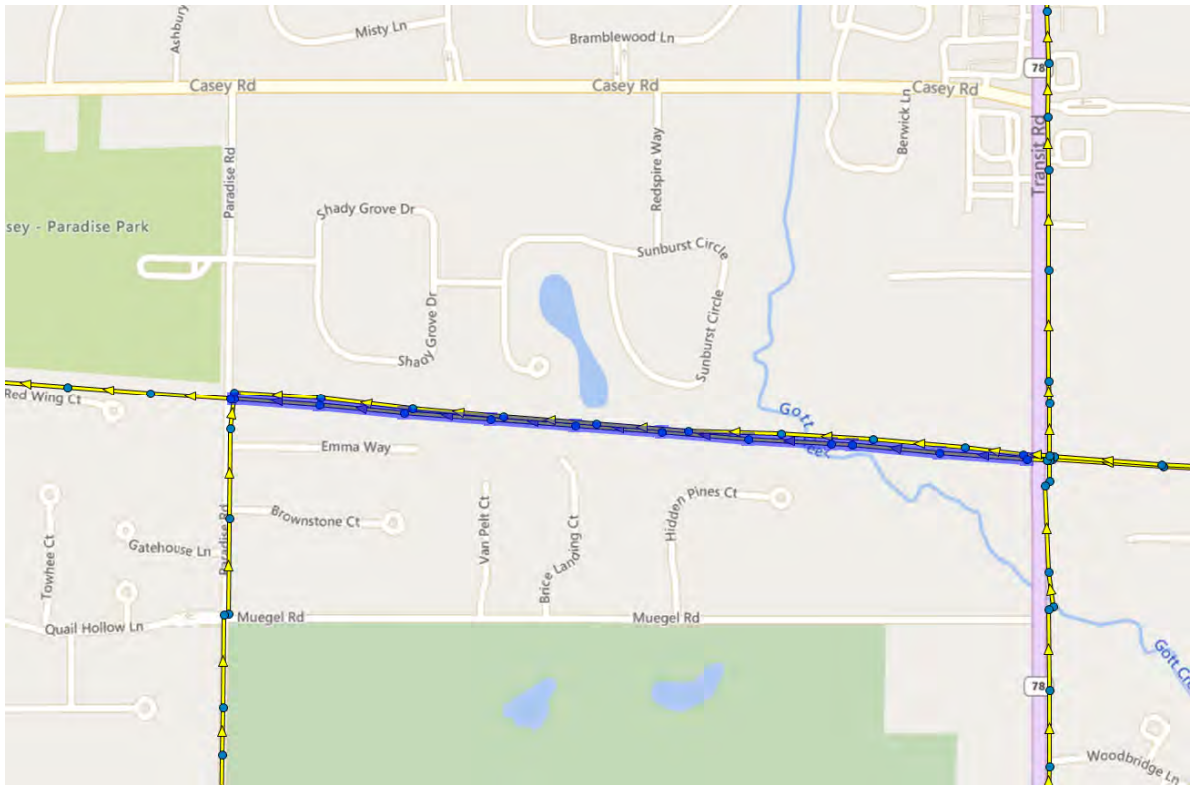 Ashbury
Misty Ln
Bramblewood Ln
78
Casey Rd
Casey Rd
Casey Rd
Berwick Ln
Transit Rd
Paradise Rd
Redspire Way
Shady Grove Dr
sey - Paradise Park
Sunburst Circle
Shady Grove Dr
Sunburst Circle
Red Wing Ct
Gott
Emma Way
Hidden Pines Ct
Brownstone Ct
Van Pelt Ct
Paradise Rd
Gatehouse Ln
Towhee Ct
Brice Landing Ct
Quail Hollow Ln
Muegel Rd
Muegel Rd
Gott Cr
78
Woodbridge Ln